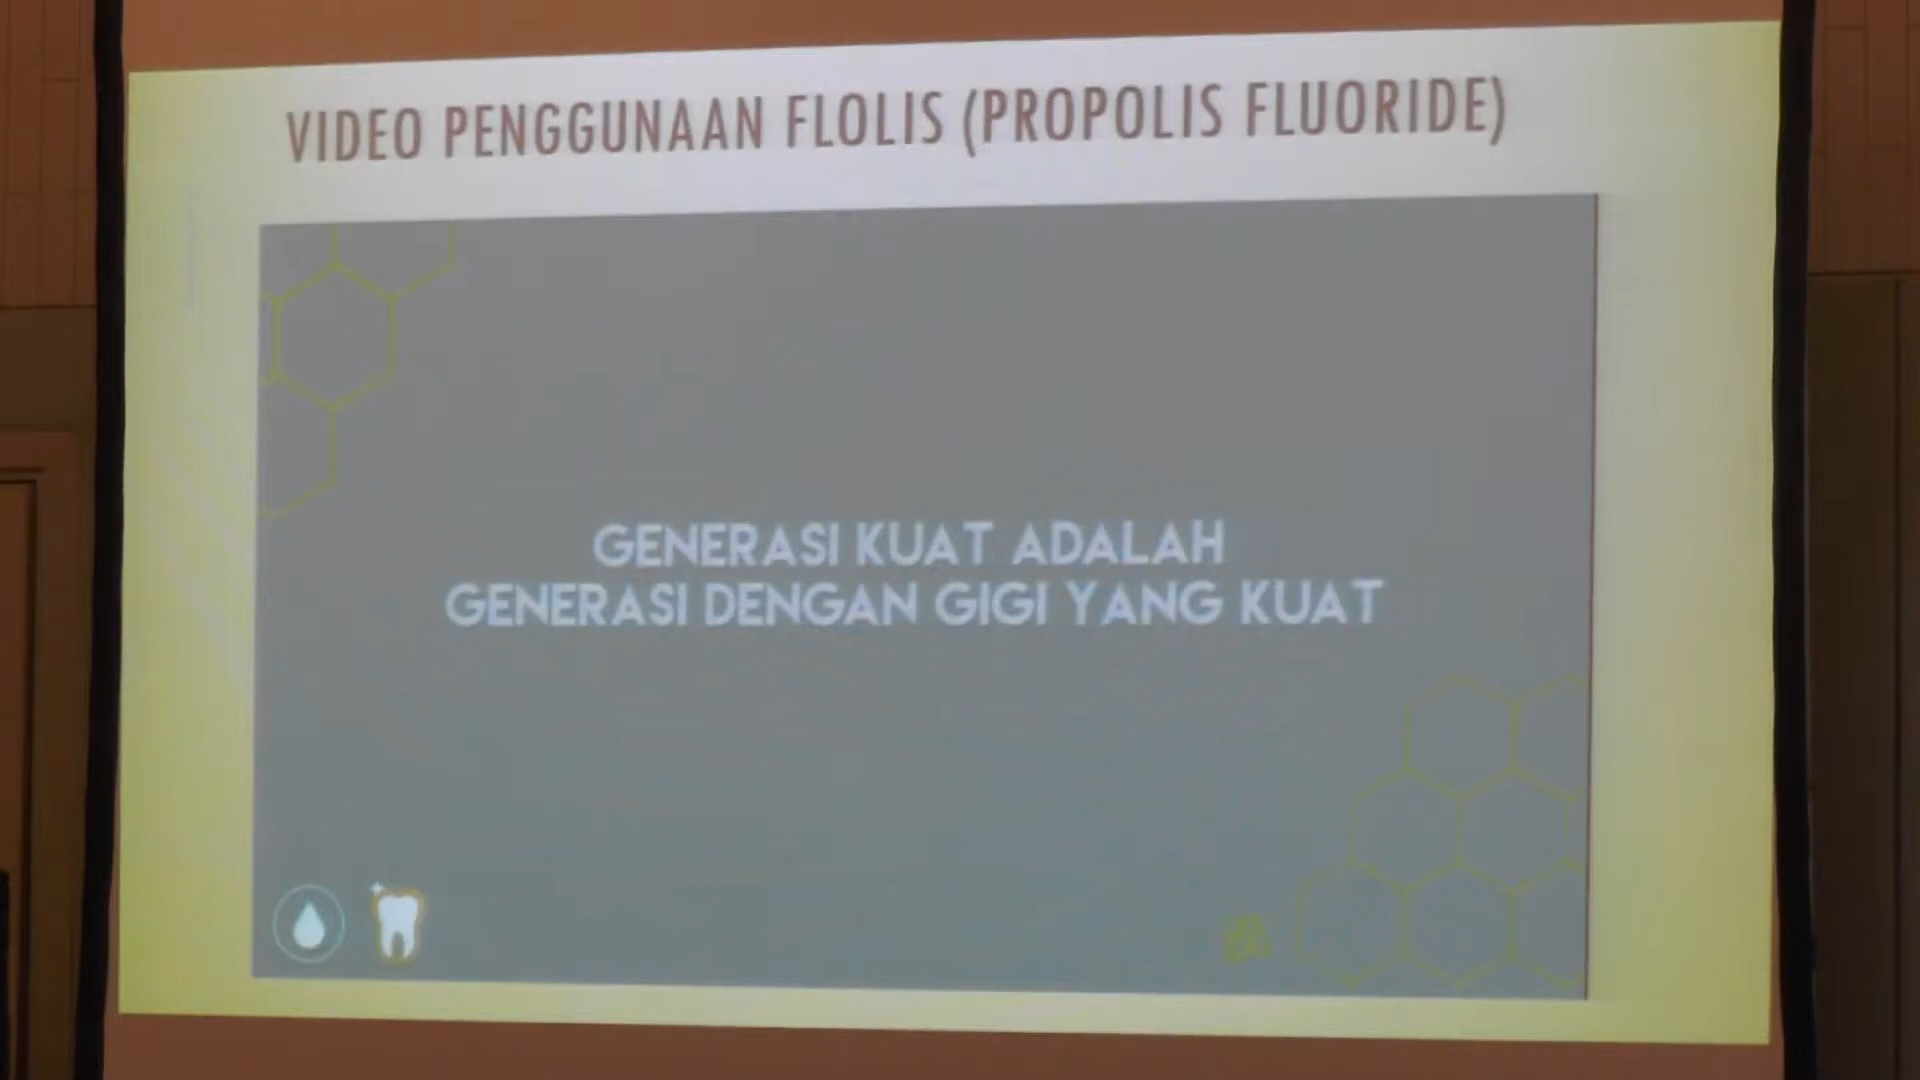 VIDEO PENGGUNAAN FLOLIS (PROPOLIS FLUORIDE)
GENERASI KUAT ADALAH
GENERASI DENGAN GIGI YANG KUAT